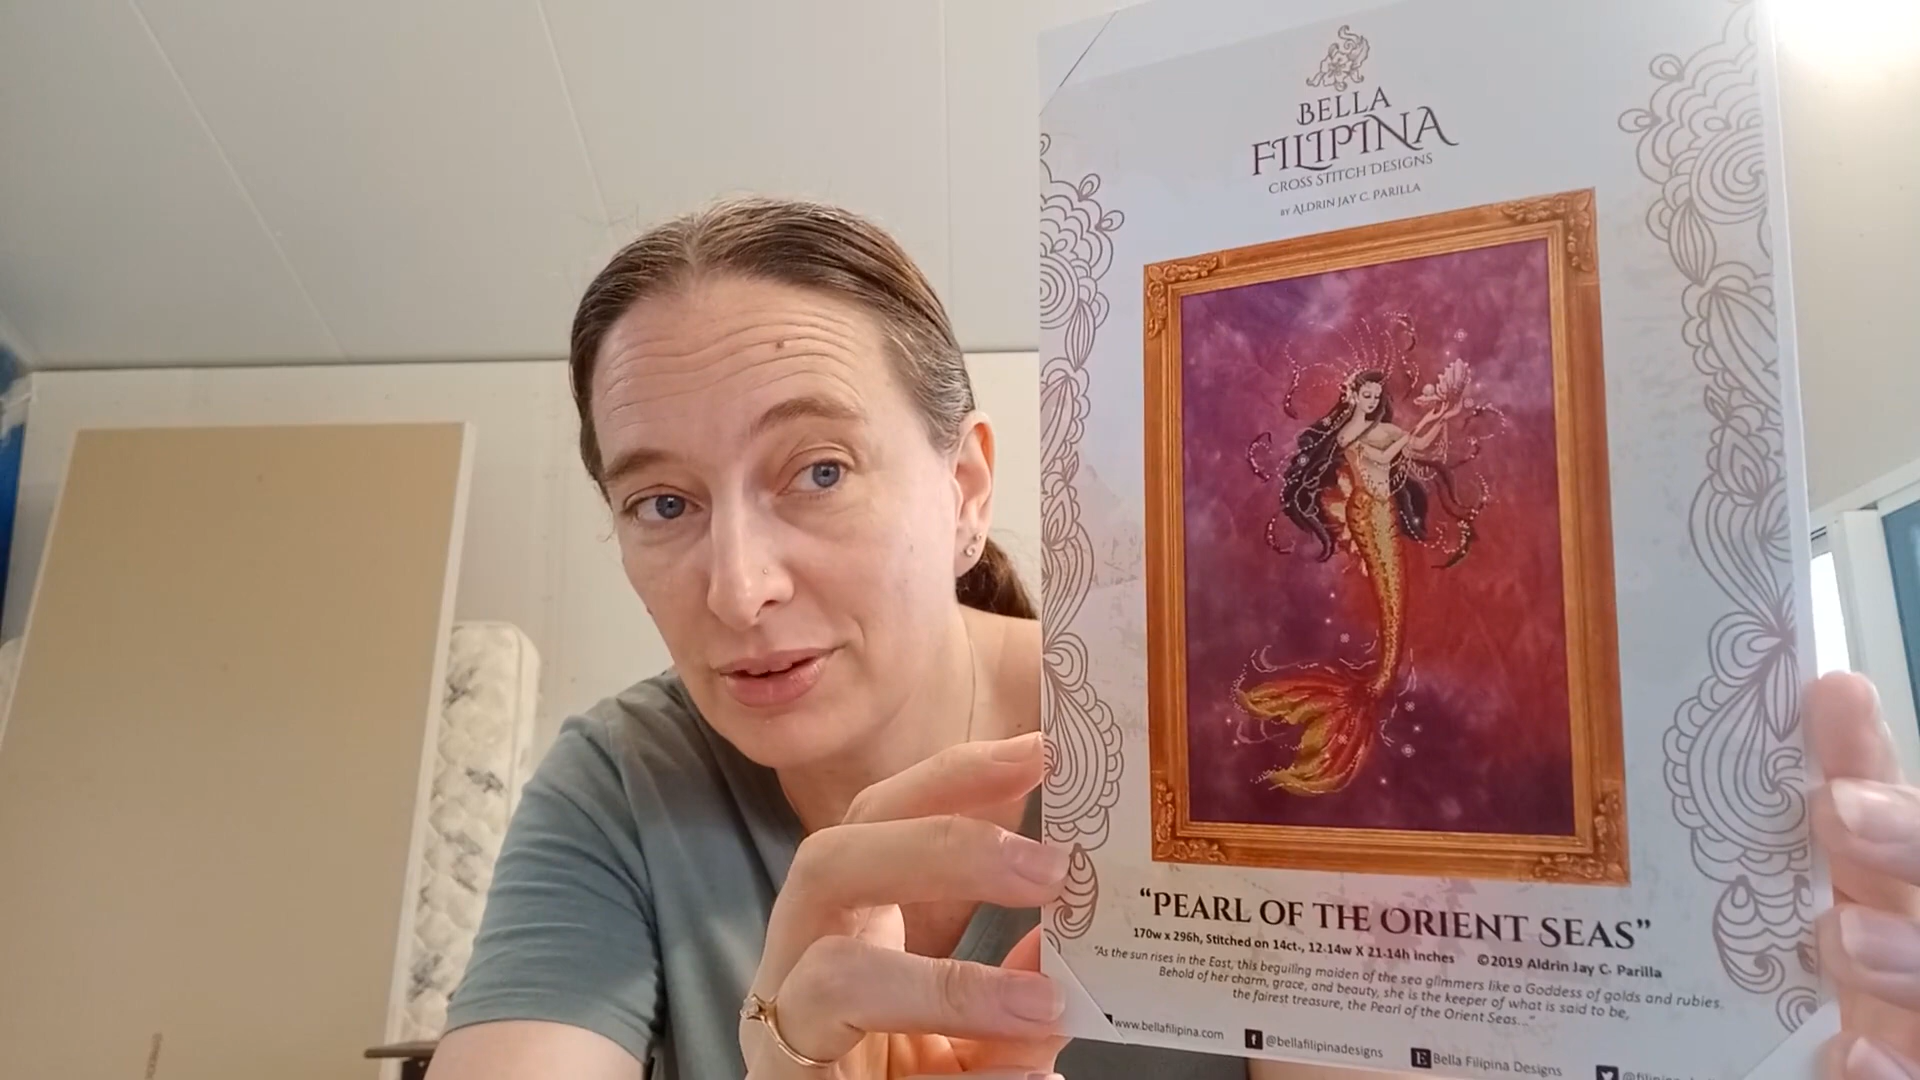 BELLA
FILIPINA
CROSS STITCH DESIGNS
BY ALDRIN JAY C. PARILLA
“PEARL OF THE ORIENT SEAS”
170w x 296h, Stitched on 14ct-, 12-14w X 21-14h inches ©2019 Aldrin Jay C. Parilla
“As the sun rises in the East, this beguiling maiden of the sea glimmers like a Goddess of golds and rubies.
Behold of her charm, grace, and beauty, she is the keeper of what is said to be,
the fairest treasure, the Pearl of the Orient Seas...”
www.bellafilipina.com f @bellafilipinadesigns E Bella Filipina Designs